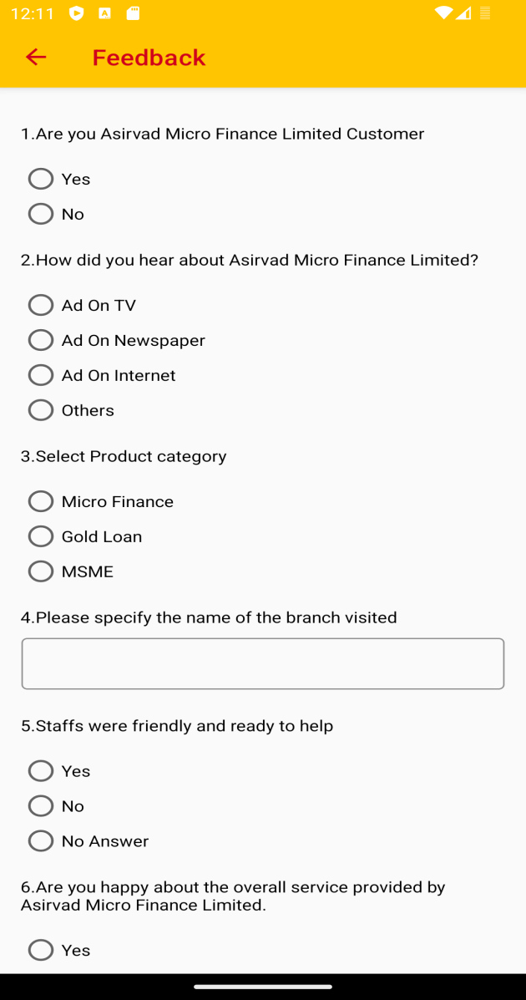 12:11
Feedback
1.Are you Asirvad Micro Finance Limited Customer
Yes
No
2.How did you hear about Asirvad Micro Finance Limited?
Ad On TV
Ad On Newspaper
Ad On Internet
Others
3.Select Product category
Micro Finance
Gold Loan
MSME
4.Please specify the name of the branch visited
5.Staffs were friendly and ready to help
Yes
No
No Answer
6.Are you happy about the overall service provided by
Asirvad Micro Finance Limited.
Yes